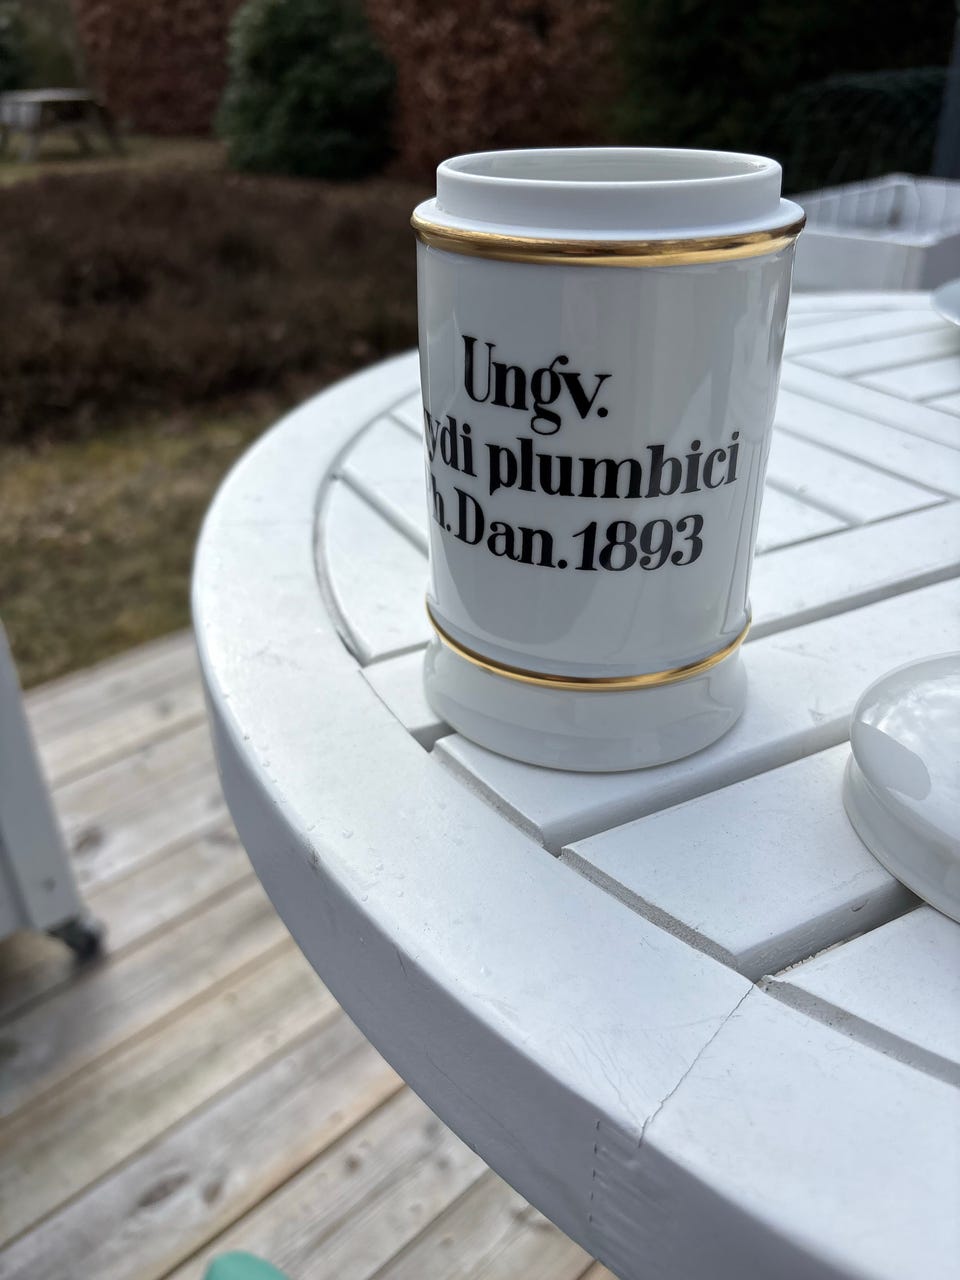 Ungv.
ydi plumbici
h.Dan.1893